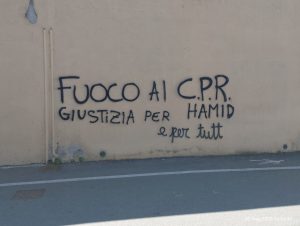 FUOCO AI C.P.R.
GIUSTIZIA PER HAMID
e per tutt